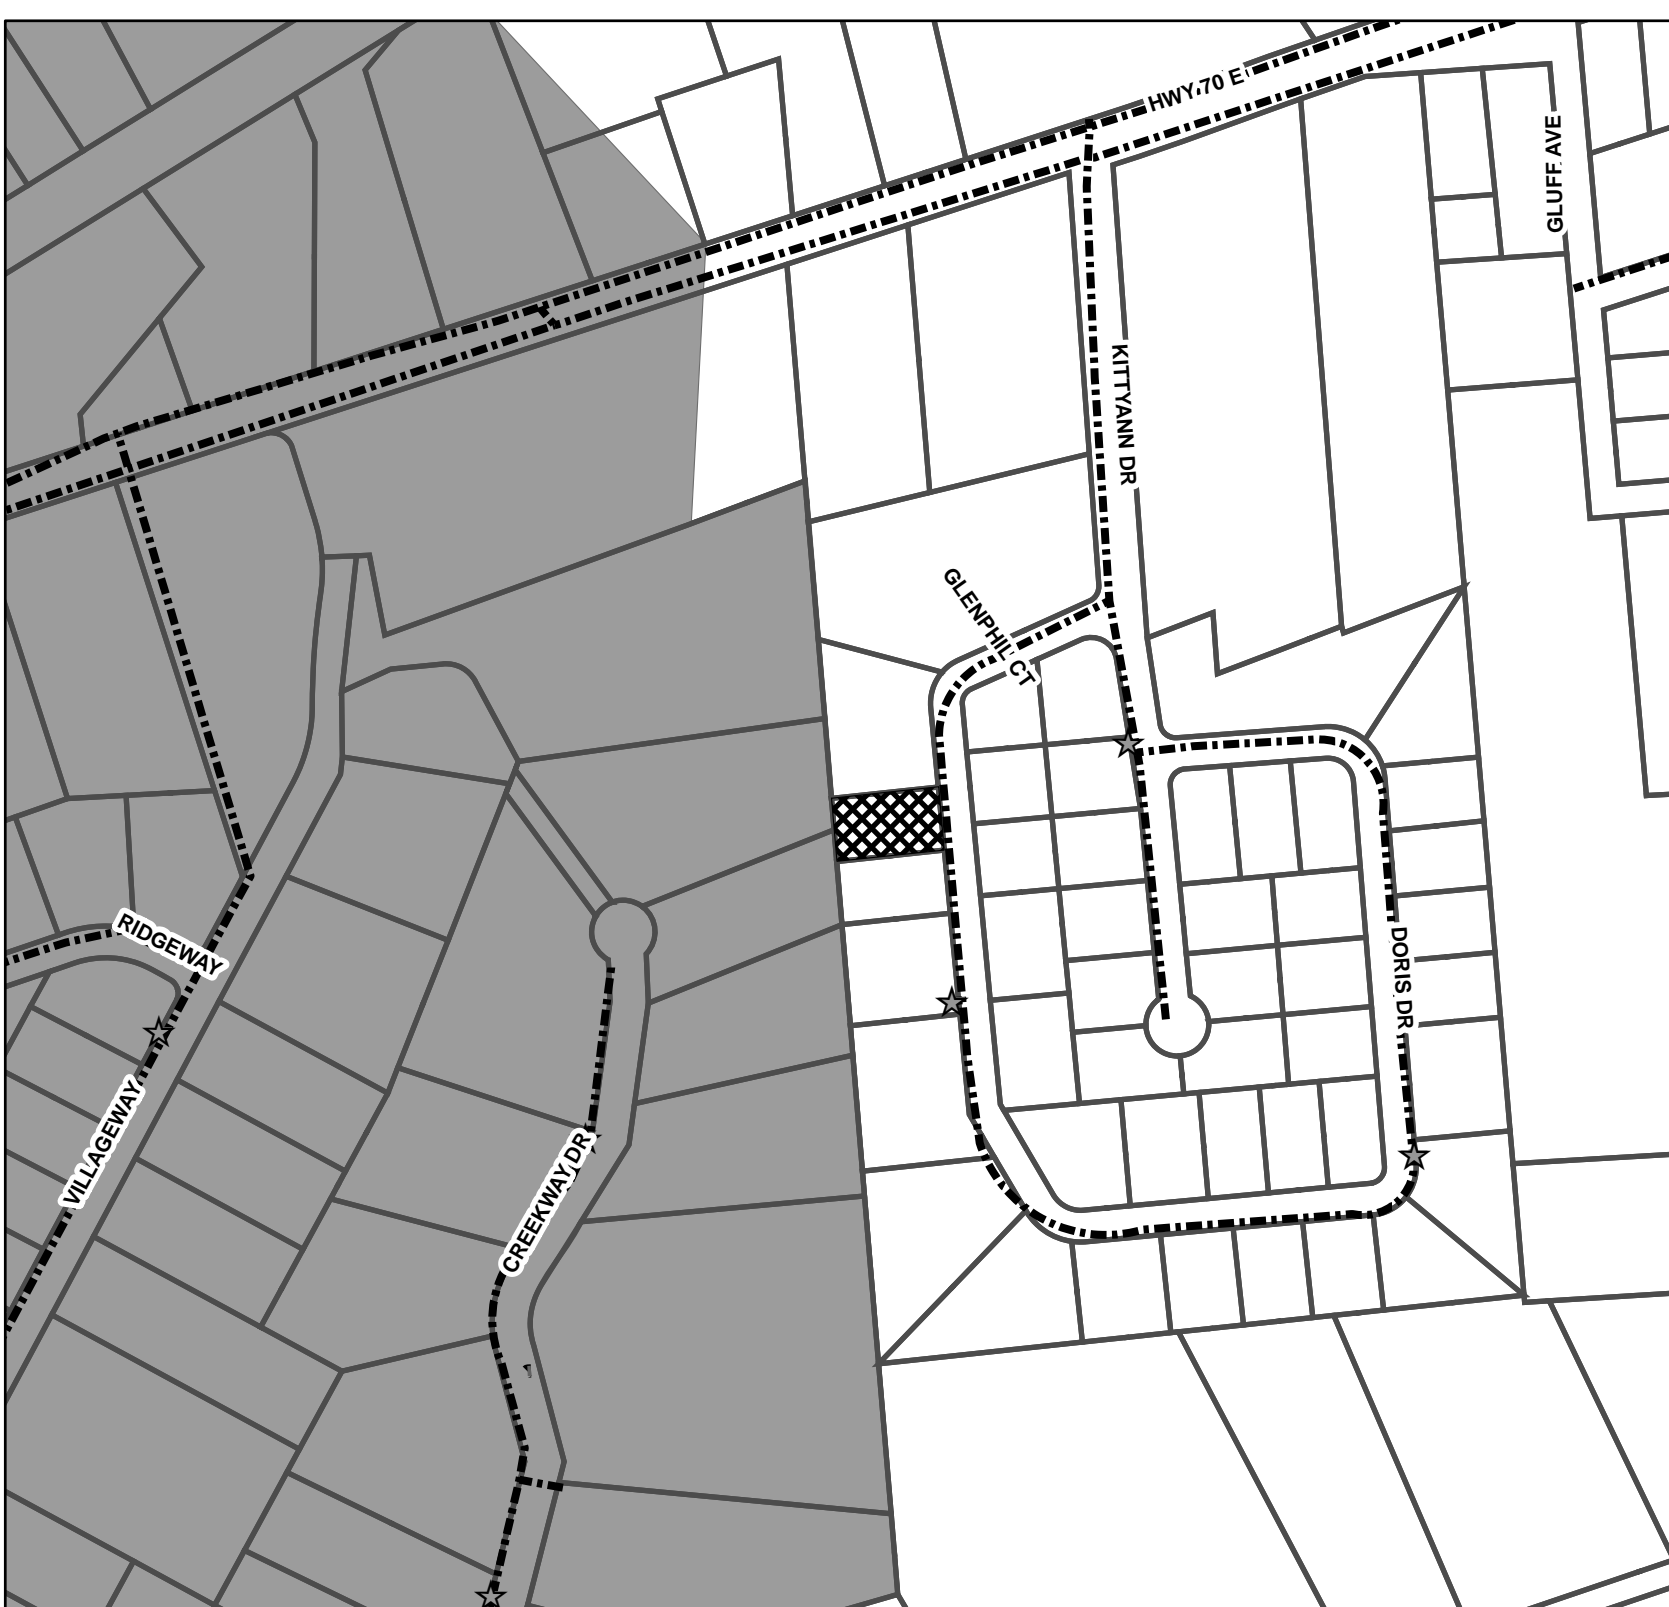 HWY 70 E
GLUFF AVE
KITTYANN DR
GLENPHIL CT
RIDGEWAY
DORIS DR
VILLAGEWAY
CREEKWAY DR